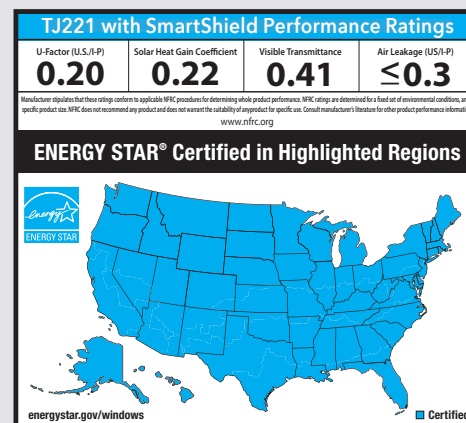 TJ221 with SmartShield Performance Ratings
U-Factor (U.S./I-P) Solar Heat Gain Coefficient Visible Transmittance Air Leakage (US/I-P)
0.20 0.22 0.41 ≤0.3
Manufacturer stipulates that these ratings conform to applicable NFRC procedures for determining whole product performance. NFRC ratings are determined for a fixed set of environmental conditions,
specific product size. NFRC does not recommend any product and does not warrant the suitability of anyproduct for specific use. Consult manufacturer's literature for other product performance
www.nfrc.org
ENERGY STAR® Certified in Highlighted Regions
energy
ENERGY STAR
energystar.gov/windows Certified